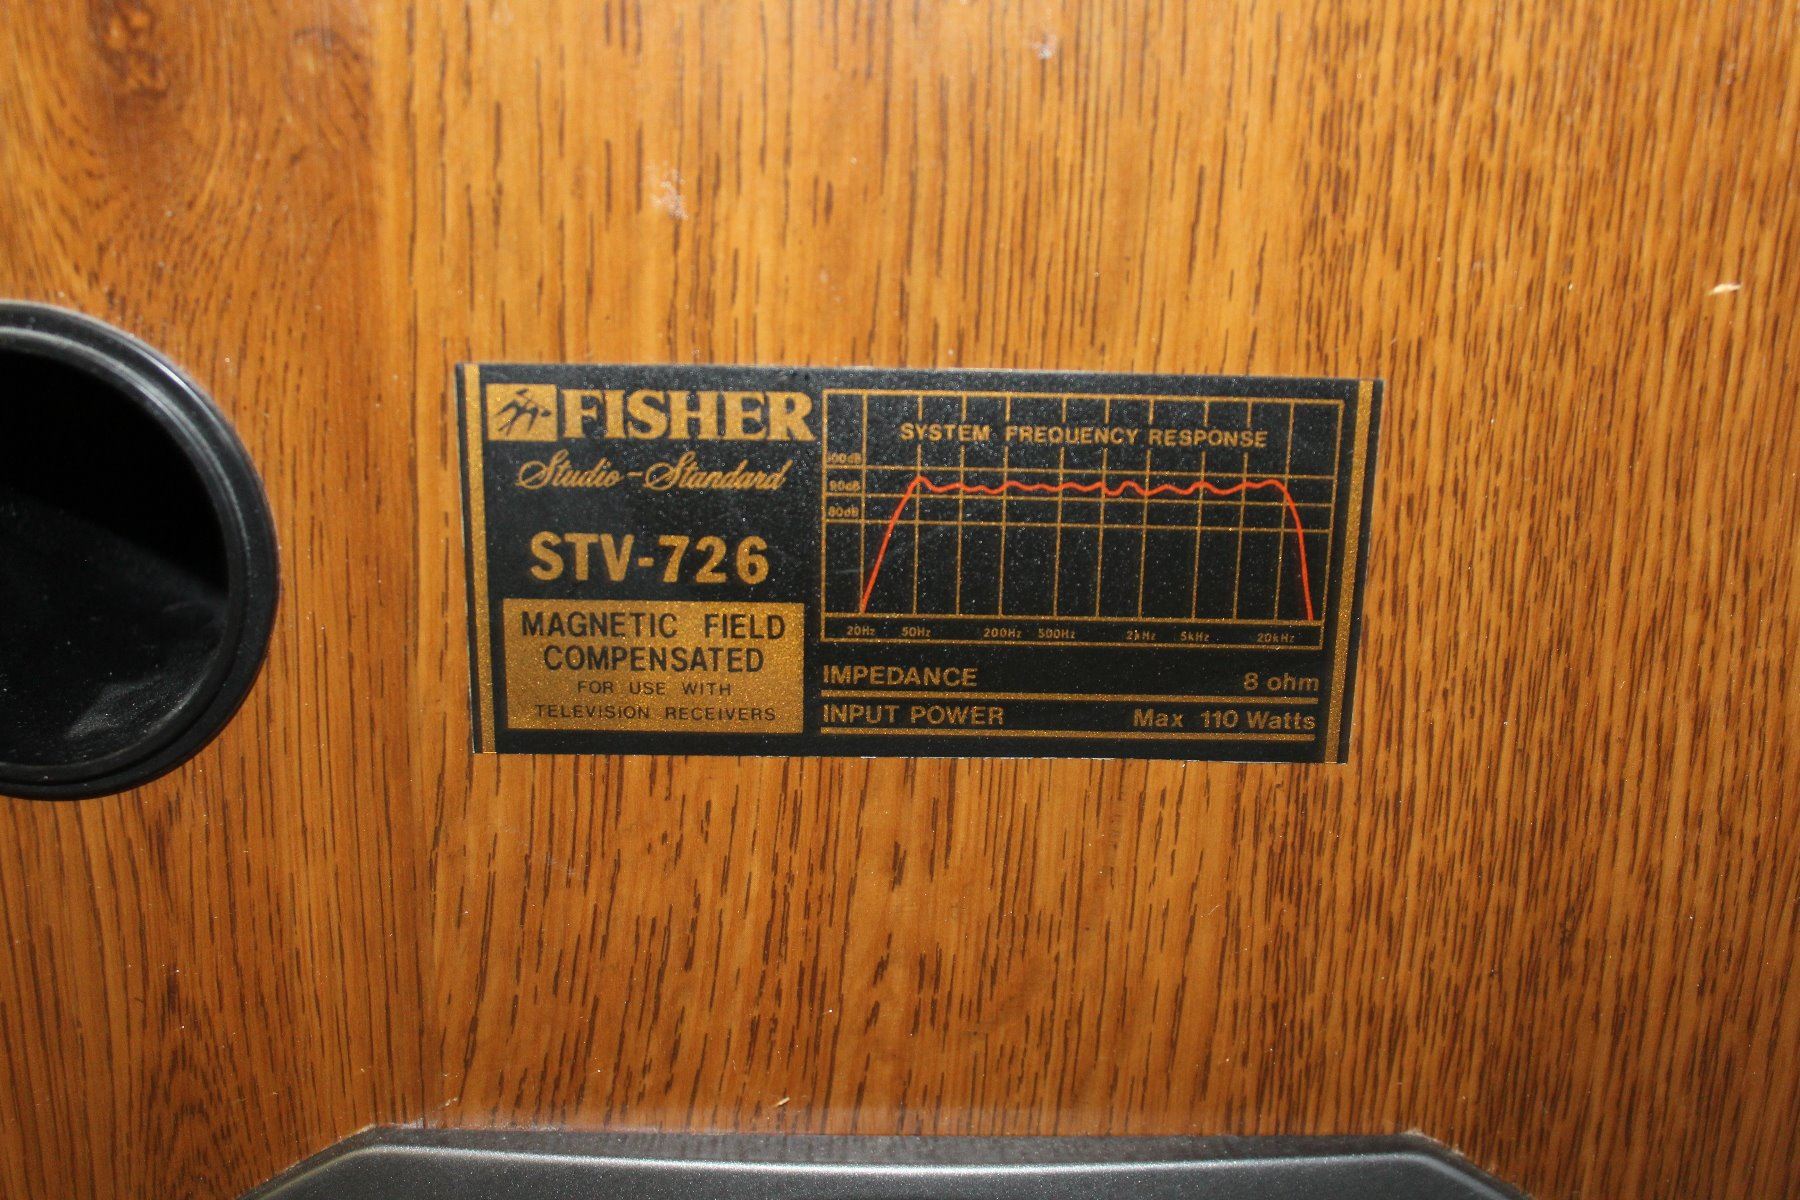 FISHER
Studio-Standard
STV-726
MAGNETIC FIELD
COMPENSATED
FOR USE WITH
TELEVISION RECEIVERS
SYSTEM FREQUENCY RESPONSE
100dB
90dB
80dB
20Hz 50Hz 200Hz 500Hz 2kHz 5kHz 20kHz
IMPEDANCE 8 ohm
INPUT POWER Max 110 Watts